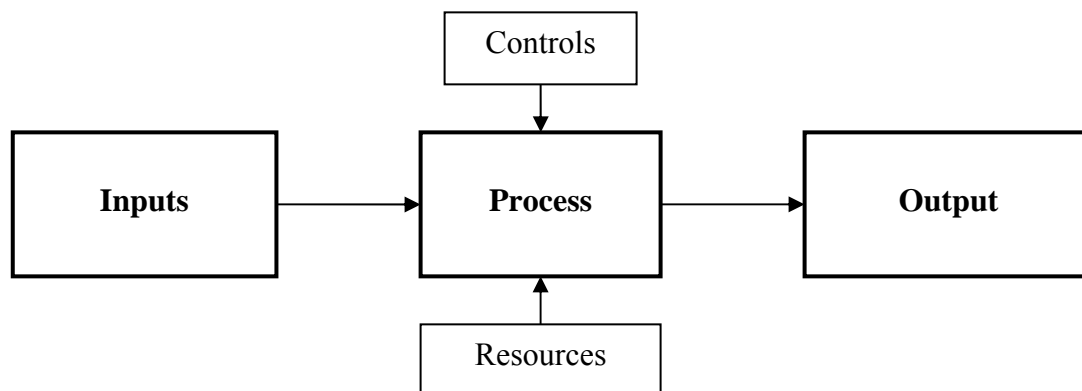 Controls
Inputs
Process
Output
Resources